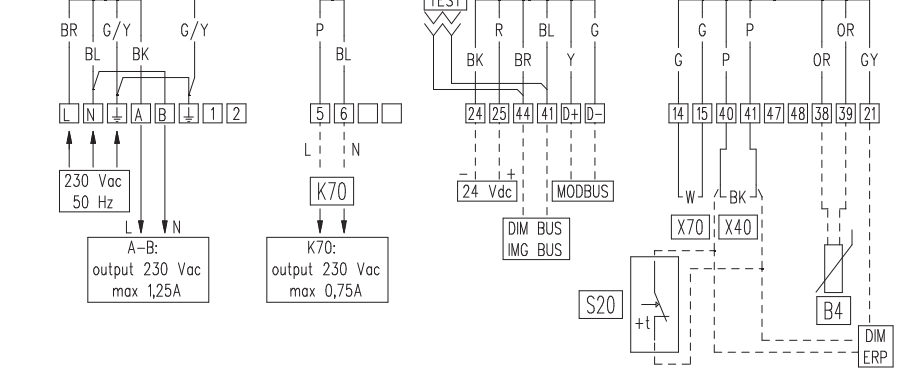 TEST
BR G/Y G/Y P R BL G G P OR
BL BK BL BK BR Y G P OR GY
L N A B 1 2 5 6 24 25 44 41 D+ D- 14 15 40 41 47 48 38 39 21
L N
230 Vac
50 Hz
K70
- +
24 Vdc
MODBUS
W BK
L N
X70 X40
DIM BUS
IMG BUS
A-B:
output 230 Vac
max 1,25A
K70:
output 230 Vac
max 0,75A
S20
+t
B4
DIM
ERP